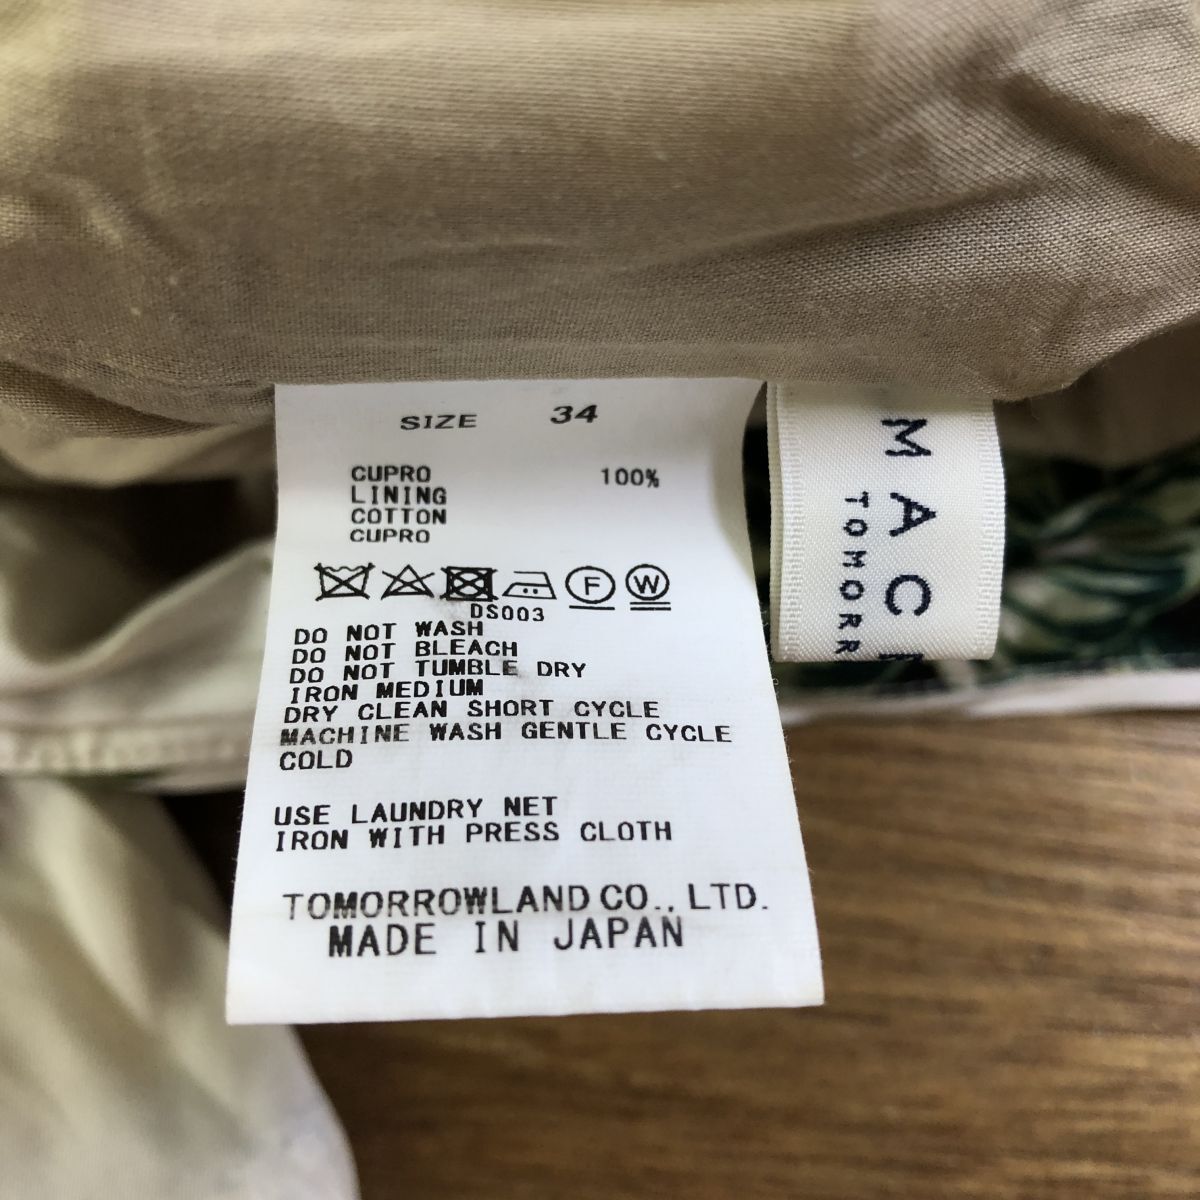 SIZE 34
CUPRO 100%
LINING
COTTON
CUPRO
F W
DS003
DO NOT WASH
DO NOT BLEACH
DO NOT TUMBLE DRY
IRON MEDIUM
DRY CLEAN SHORT CYCLE
MACHINE WASH GENTLE CYCLE
COLD
USE LAUNDRY NET
IRON WITH PRESS CLOTH
TOMORROWLAND CO., LTD.
MADE IN JAPAN
MAC
TOMORR